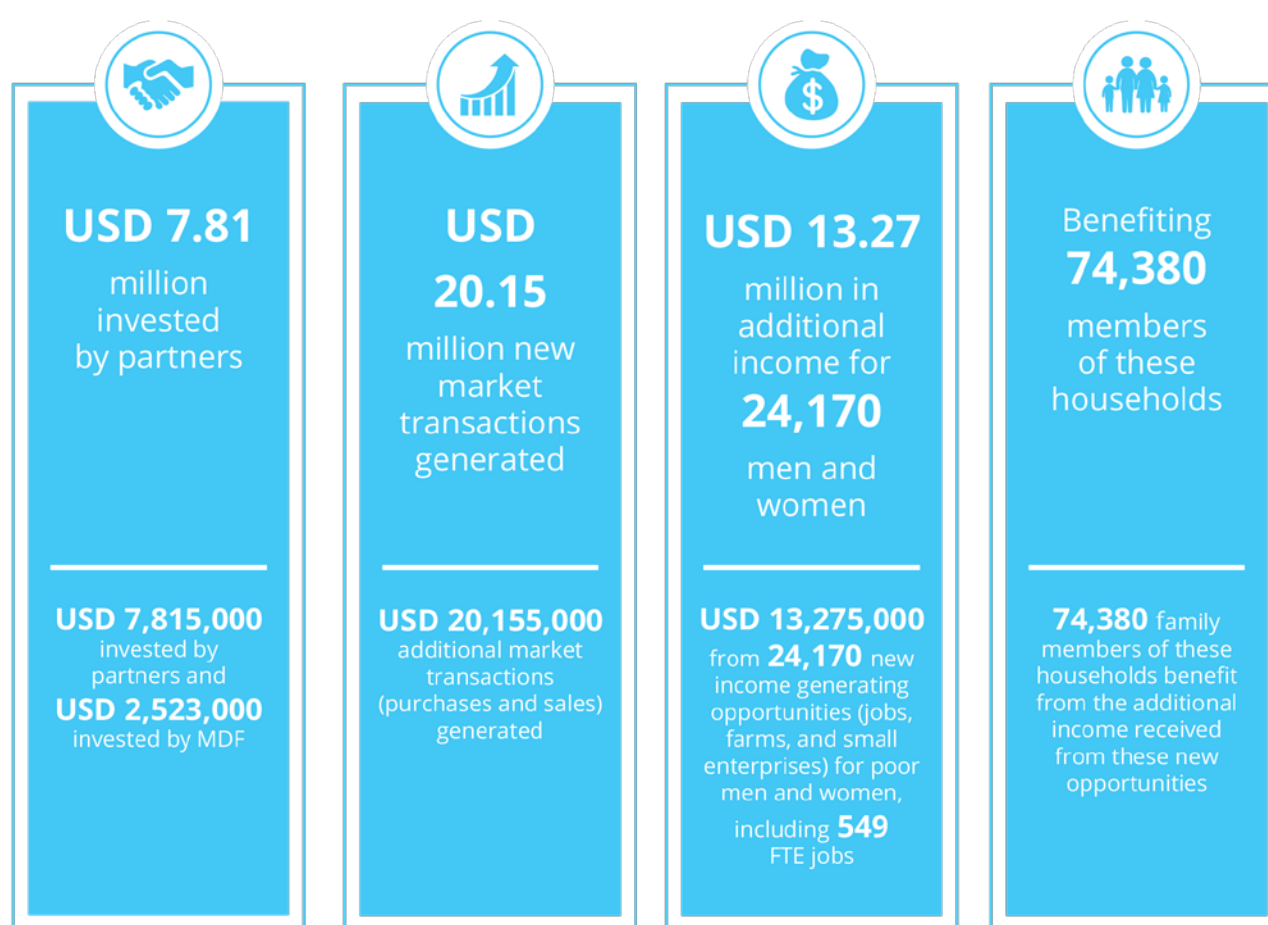 USD 7.81
million
invested
by partners
USD 7,815,000
invested by
partners and
USD 2,523,000
invested by MDF
USD
20.15
million new
market
transactions
generated
USD 20,155,000
additional market
transactions
(purchases and sales)
generated
$
USD 13.27
million in
additional
income for
24,170
men and
women
USD 13,275,000
from 24,170 new
income generating
opportunities (jobs,
farms, and small
enterprises) for poor
men and women,
including 549
FTE jobs
Benefiting
74,380
members
of these
households
74,380 family
members of these
households benefit
from the additional
income received
from these new
opportunities